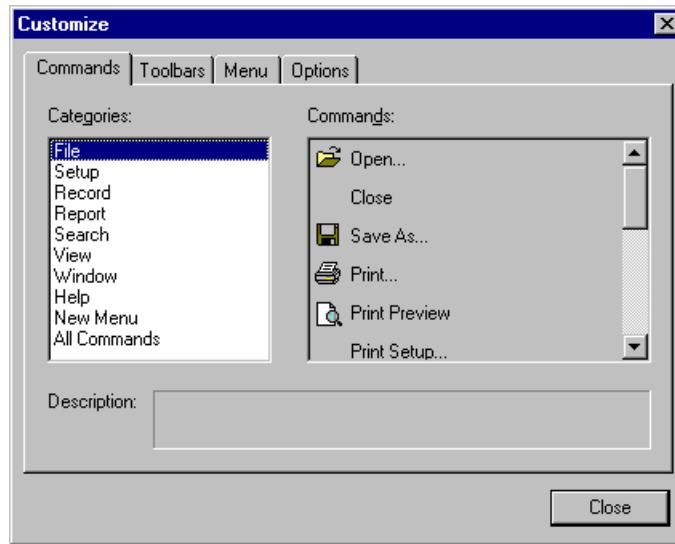 Customize
Commands Toolbars Menu Options
Categories:
File
Setup
Record
Report
Search
View
Window
Help
New Menu
All Commands
Commands:
Open...
Close
Save As...
Print...
Print Preview
Print Setup...
Description:
Close